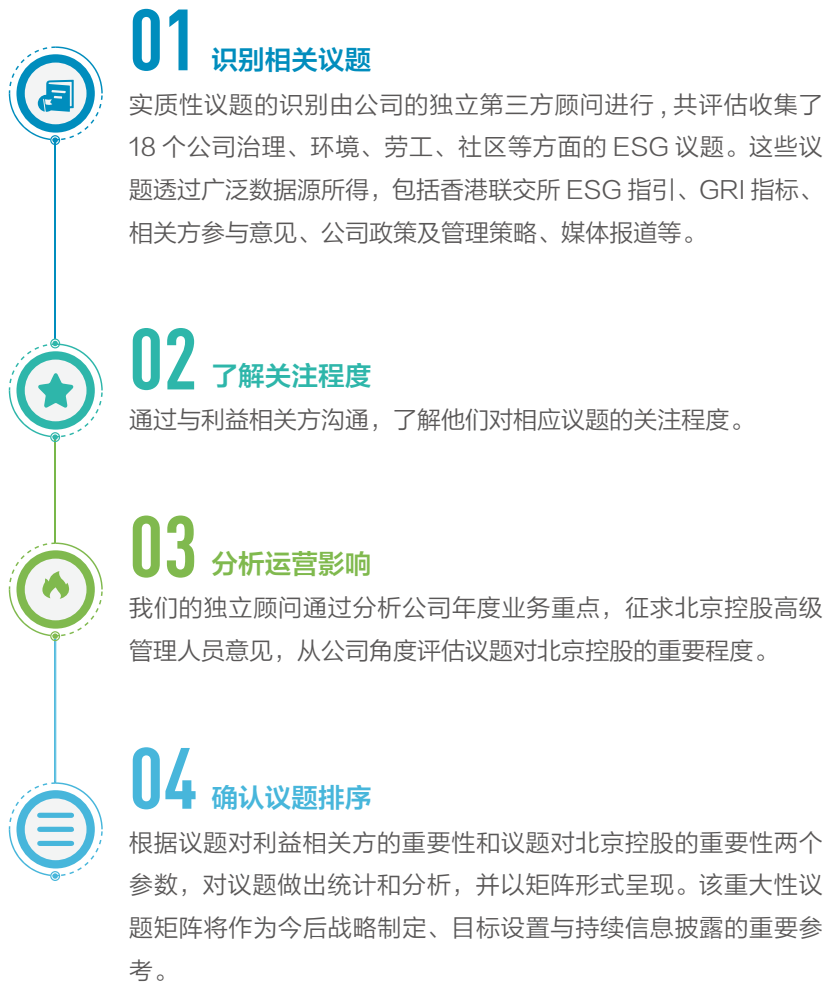 01 识别相关议题
实质性议题的识别由公司的独立第三方顾问进行，共评估收集了
18 个公司治理、环境、劳工、社区等方面的 ESG 议题。这些议
题透过广泛数据源所得，包括香港联交所 ESG 指引、GRI 指标、
相关方参与意见、公司政策及管理策略、媒体报道等。
02 了解关注程度
通过与利益相关方沟通，了解他们对相应议题的关注程度。
03 分析运营影响
我们的独立顾问通过分析公司年度业务重点，征求北京控股高级
管理人员意见，从公司角度评估议题对北京控股的重要程度。
04 确认议题排序
根据议题对利益相关方的重要性和议题对北京控股的重要性两个
参数，对议题做出统计和分析，并以矩阵形式呈现。该重大性议
题矩阵将作为今后战略制定、目标设置与持续信息披露的重要参
考。